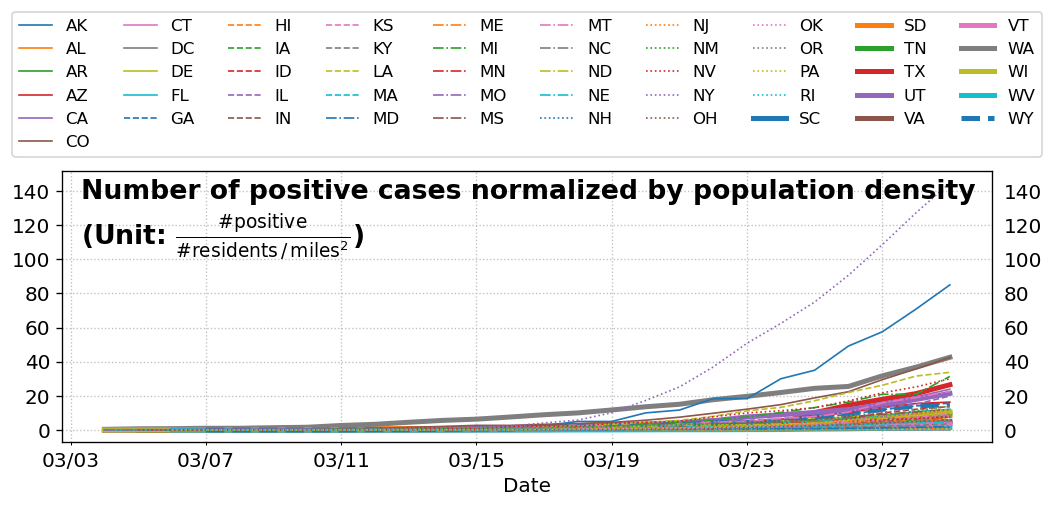 AK CT HI KS ME MT NJ OK SD VT
AL DC IA KY MI NC NM OR TN WA
AR DE ID LA MN ND NV PA TX WI
AZ FL IL MA MO NE NY RI UT WV
CA GA IN MD MS NH OH SC VA WY
CO
Number of positive cases normalized by population density
(Unit: #positive / #residents / miles²)
140 140
120 120
100 100
80 80
60 60
40 40
20 20
0 0
03/03 03/07 03/11 03/15 03/19 03/23 03/27
Date